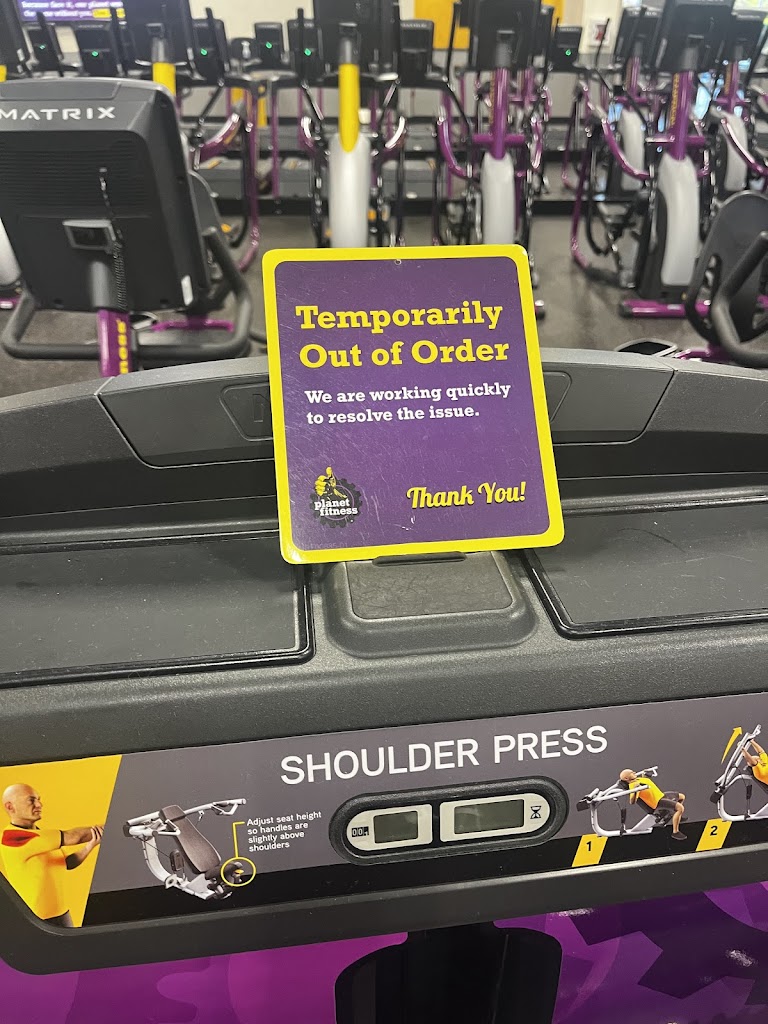 MATRIX
Temporarily
Out of Order
We are working quickly
to resolve the issue.
planet
fitness
Thank You!
SHOULDER PRESS
Adjust seat height
so handles are
slightly above
shoulders
1
2